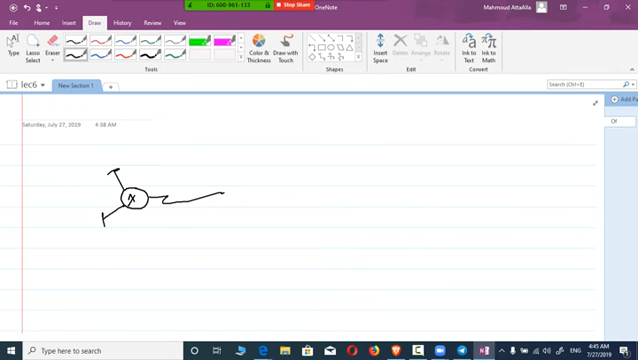 ID: 600-961-133
Stop Share
OneNote
Mahmoud AttaAlla
File
Home
Insert
Draw
History
Review
View
Type
Lasso Select
Eraser
Color & Thickness
Draw with Touch
Insert Space
Ink to Text
Ink to Math
Tools
Shapes
Edit
Convert
lec6
New Section 1
Search (Ctrl+E)
Add Pa
Saturday, July 27, 2019
4:38 AM
x
Type here to search
ENG
4:45 AM
7/27/2019